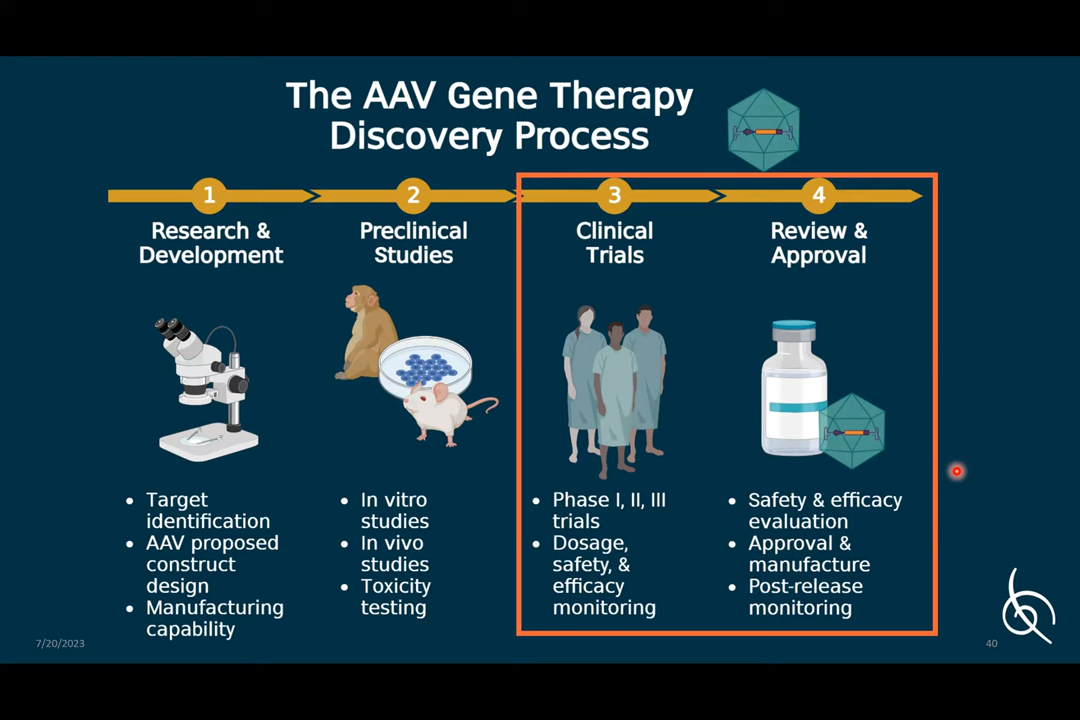 The AAV Gene Therapy
Discovery Process
1
2
3
4
Research &
Development
Preclinical
Studies
Clinical
Trials
Review &
Approval
• Target
identification
• AAV proposed
construct
design
• Manufacturing
capability
• In vitro
studies
• In vivo
studies
• Toxicity
testing
• Phase I, II, III
trials
• Dosage,
safety, &
efficacy
monitoring
• Safety & efficacy
evaluation
• Approval &
manufacture
• Post-release
monitoring
7/20/2023
40